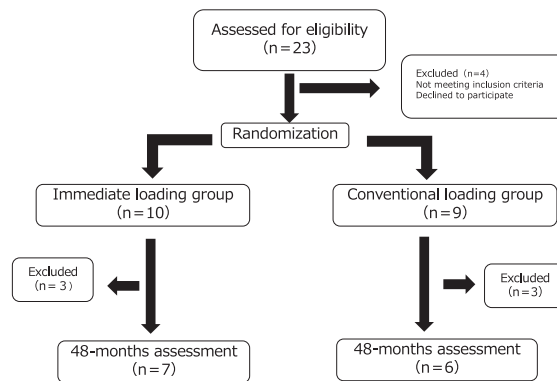 Assessed for eligibility
(n=23)
Excluded (n=4)
Not meeting inclusion criteria
Declined to participate
Randomization
Immediate loading group
(n=10)
Conventional loading group
(n=9)
Excluded
(n=3)
Excluded
(n=3)
48-months assessment
(n=7)
48-months assessment
(n=6)